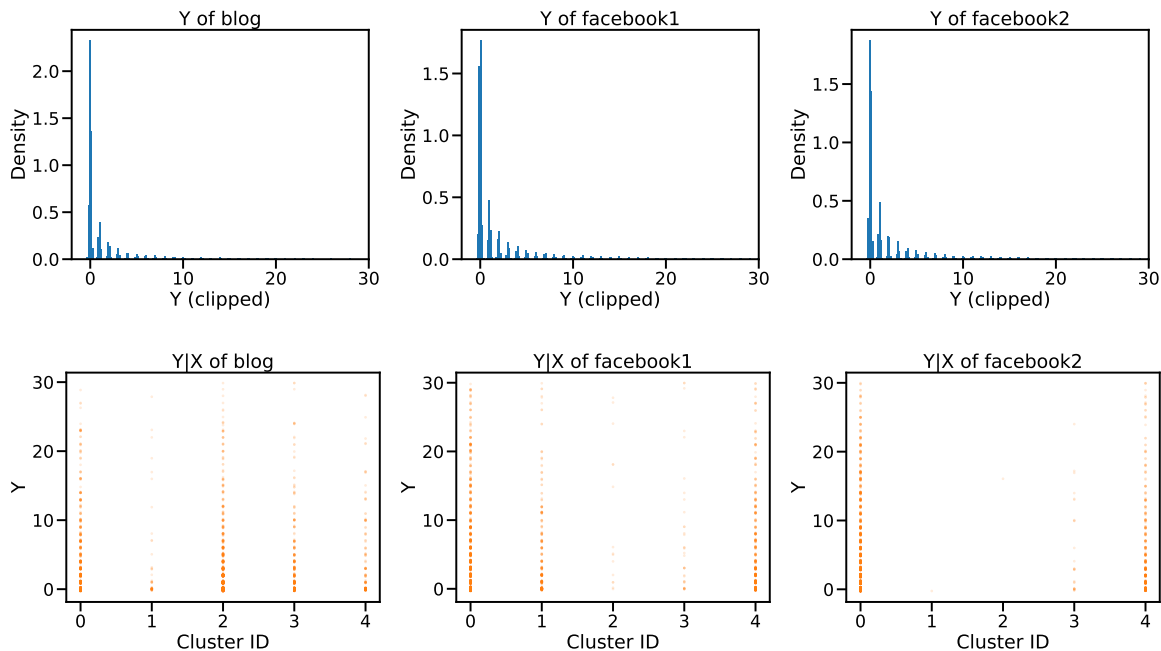 Y of blog
Density
2.0
1.5
1.0
0.5
0.0
0 10 20 30
Y (clipped)
Y of facebook1
Density
1.5
1.0
0.5
0.0
0 10 20 30
Y (clipped)
Y of facebook2
Density
1.5
1.0
0.5
0.0
0 10 20 30
Y (clipped)
Y|X of blog
Y
30
20
10
0
0 1 2 3 4
Cluster ID
Y|X of facebook1
Y
30
20
10
0
0 1 2 3 4
Cluster ID
Y|X of facebook2
Y
30
20
10
0
0 1 2 3 4
Cluster ID